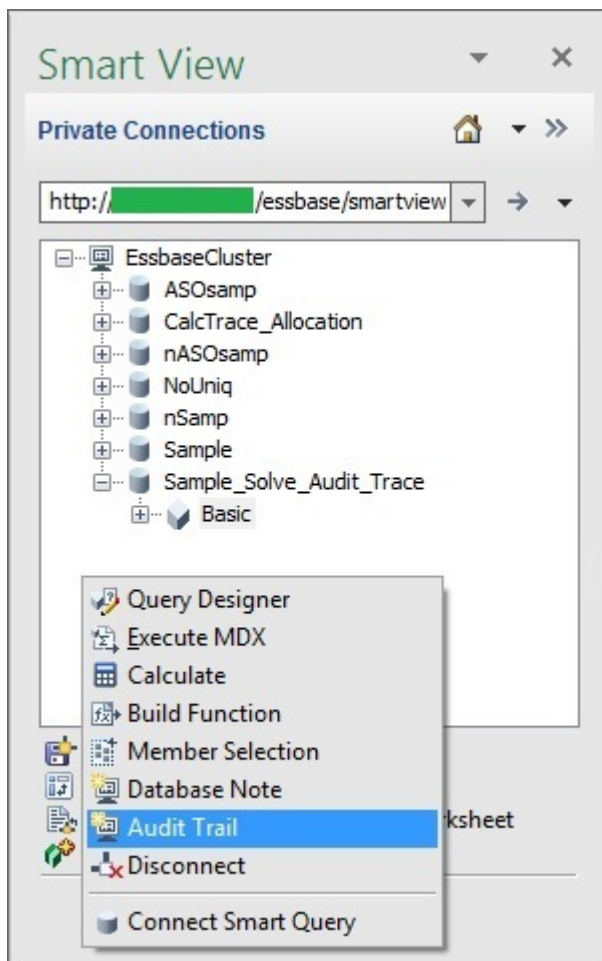 Smart View
Private Connections
http:// /essbase/smartview
EssbaseCluster
ASOsamp
CalcTrace_Allocation
nASOsamp
NoUniq
nSamp
Sample
Sample_Solve_Audit_Trace
Basic
Query Designer
Execute MDX
Calculate
Build Function
Member Selection
Database Note
Audit Trail
ksheet
Disconnect
Connect Smart Query